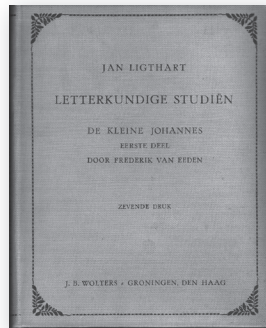 JAN LIGTHART
LETTERKUNDIGE STUDIËN
DE KLEINE JOHANNES
EERSTE DEEL
DOOR FREDERIK VAN EEDEN
ZEVENDE DRUK
J. B. WOLTERS • GRONINGEN, DEN HAAG